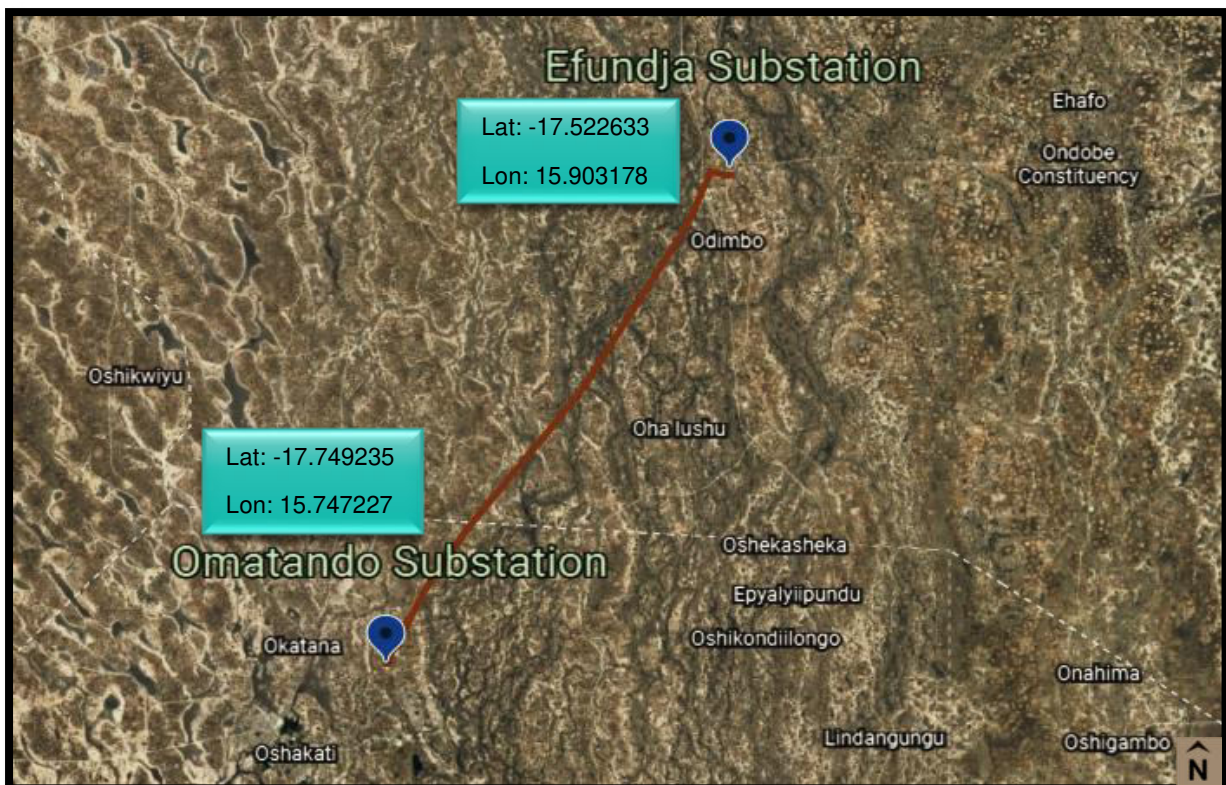 Efundja Substation
Lat: -17.522633
Lon: 15.903178
Ehafo
Ondobe
Constituency
Odimbo
Oshikwiyu
Oha Iushu
Lat: -17.749235
Lon: 15.747227
Omatando Substation
Oshekasheka
Epyalyiipundu
Okatana
Oshikondiilongo
Onahima
Oshakati
Lindangungu
Oshigambo
N